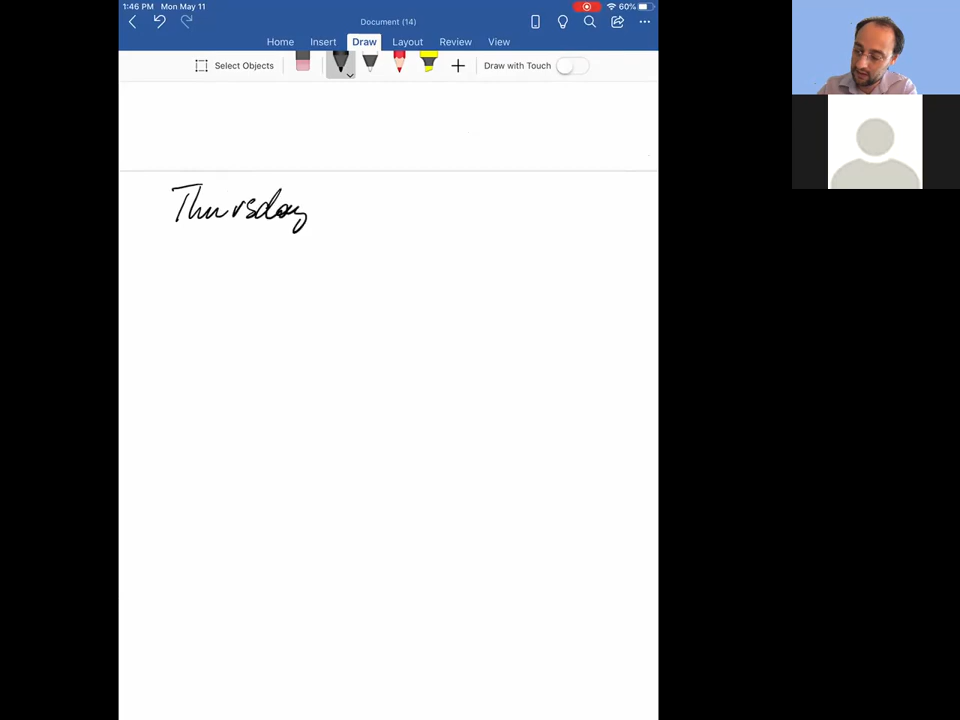 1:46 PM Mon May 11 60%
Document (14)
Home Insert Draw Layout Review View
Select Objects Draw with Touch
Thursday